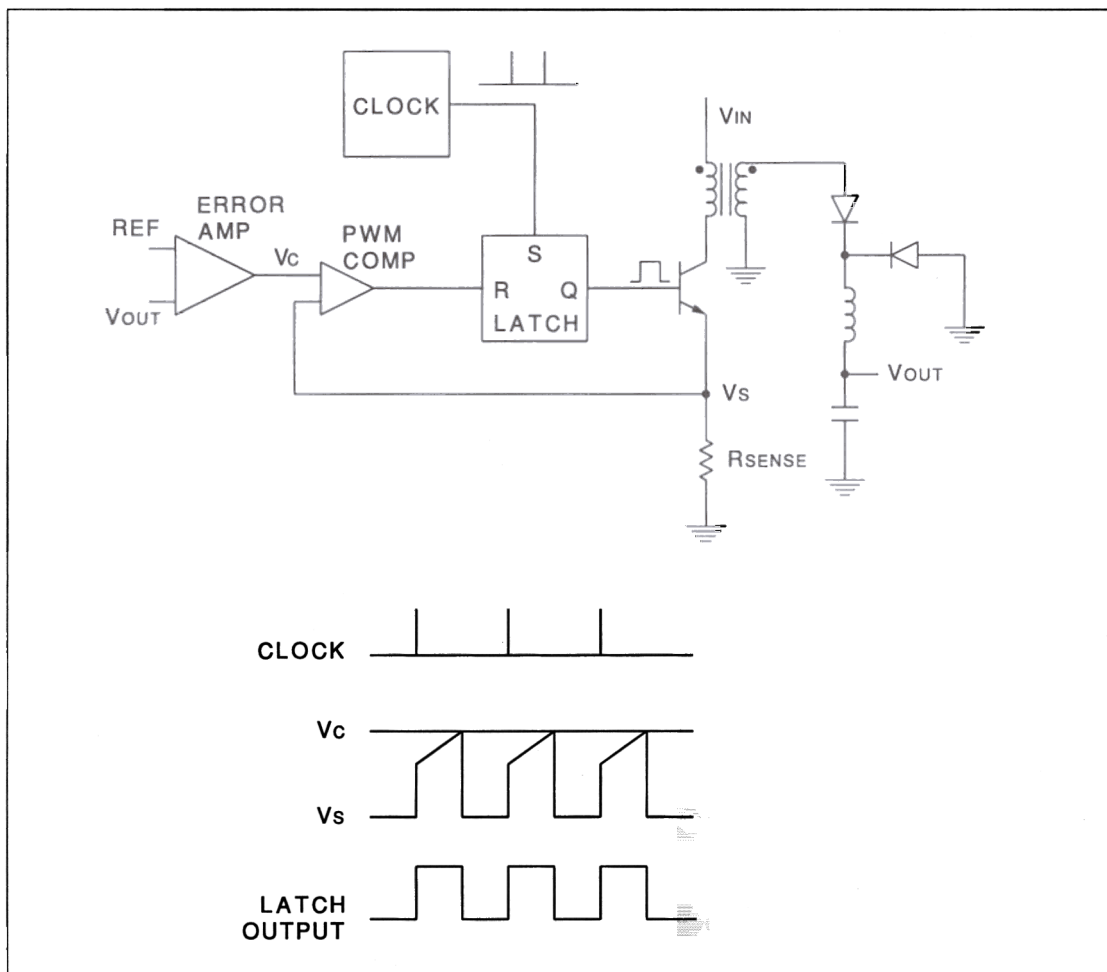 CLOCK
VIN
ERROR
AMP
REF
VC
PWM
COMP
S
R Q
LATCH
VOUT
VOUT
VS
RSENSE
CLOCK
VC
VS
LATCH
OUTPUT